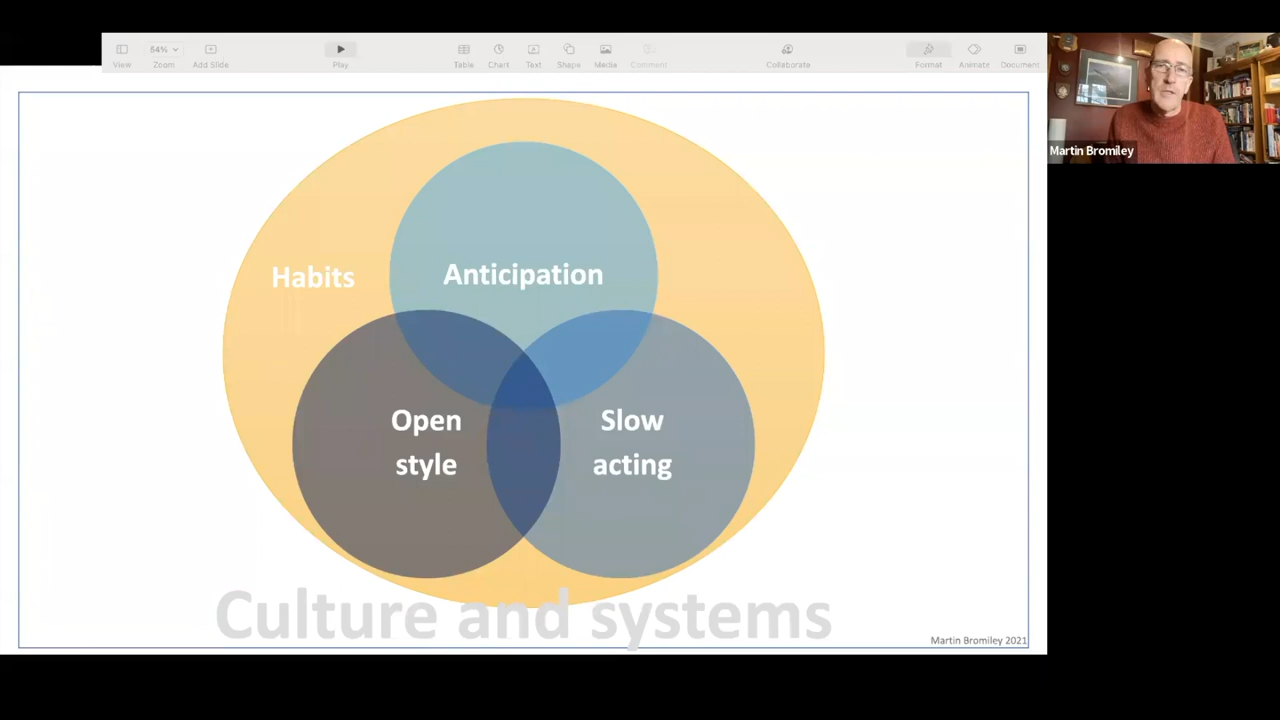 View
54%
Zoom
Add Slide
Play
Table
Chart
Text
Shape
Media
Comment
Collaborate
Format
Animate
Document
Martin Bromiley
Habits
Anticipation
Open
style
Slow
acting
Culture and systems
Martin Bromiley 2021